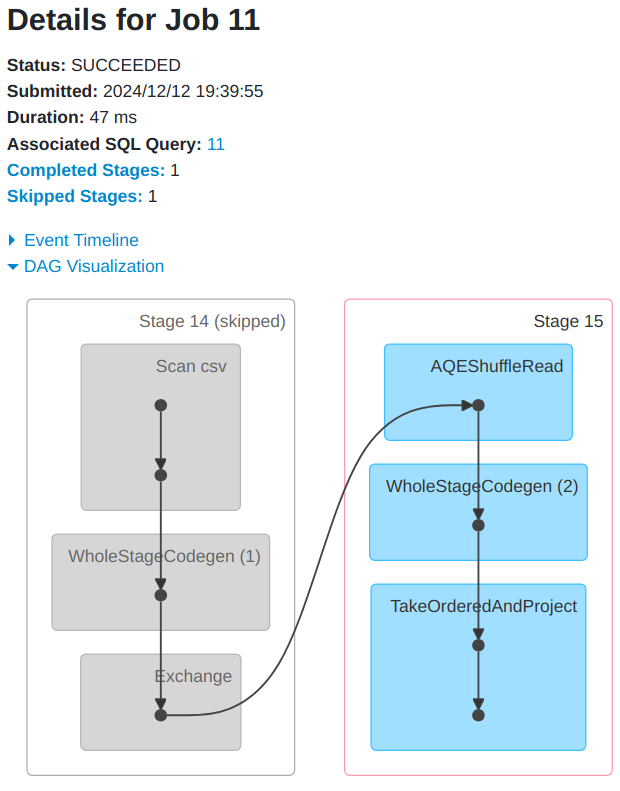 Details for Job 11
Status: SUCCEEDED
Submitted: 2024/12/12 19:39:55
Duration: 47 ms
Associated SQL Query: 11
Completed Stages: 1
Skipped Stages: 1
Event Timeline
DAG Visualization
Stage 14 (skipped)
Scan csv
WholeStageCodegen (1)
Exchange
Stage 15
AQEShuffleRead
WholeStageCodegen (2)
TakeOrderedAndProject